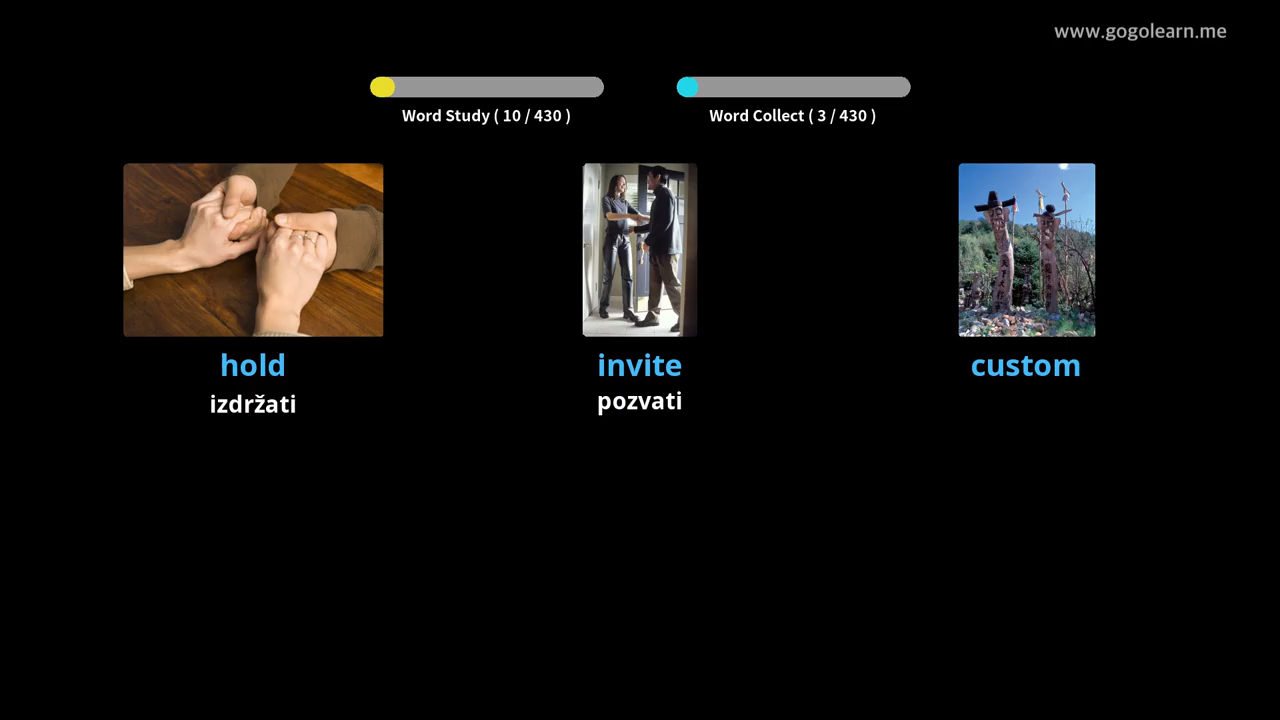 www.gogolearn.me
Word Study ( 10 / 430 )
Word Collect ( 3 / 430 )
hold
izdržati
invite
pozvati
custom